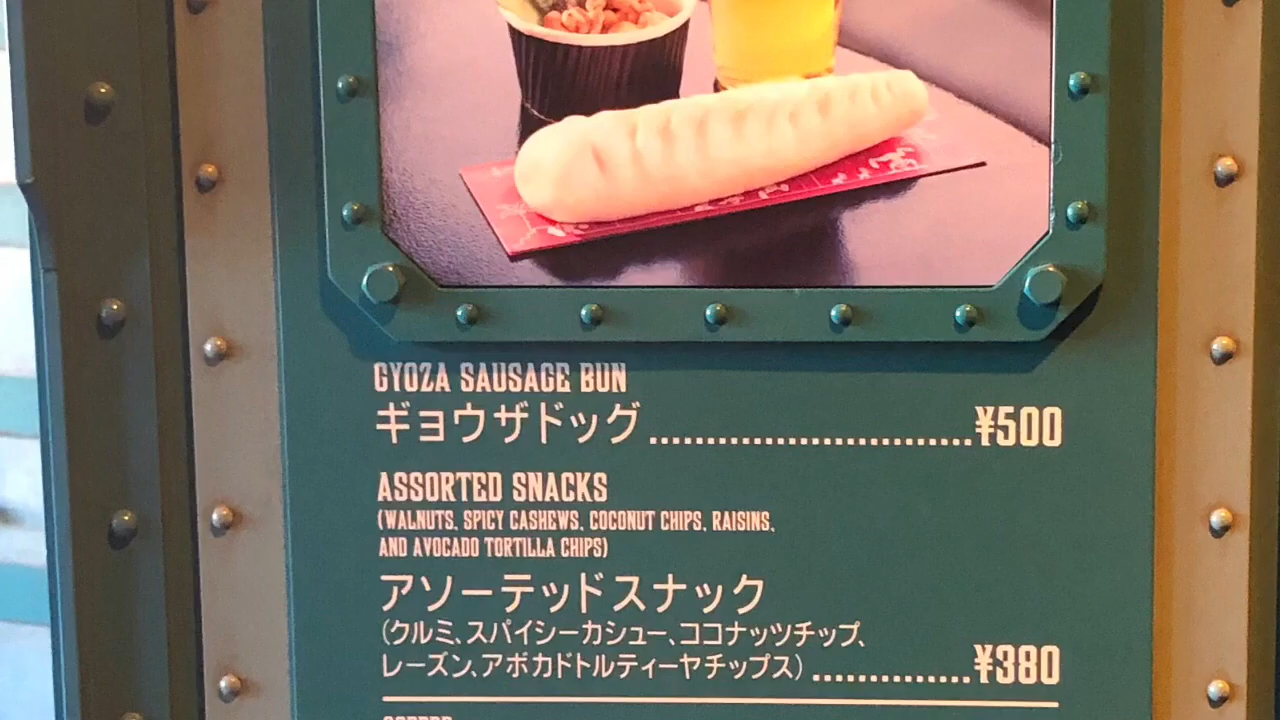 GYOZA SAUSAGE BUN
ギョウザドッグ............................¥500
ASSORTED SNACKS
(WALNUTS, SPICY CASHEWS, COCONUT CHIPS, RAISINS,
AND AVOCADO TORTILLA CHIPS)
アソーテッドスナック
(クルミ、スパイシーカシュー、ココナッツチップ、
レーズン、アボカドトルティーヤチップス)..............¥380